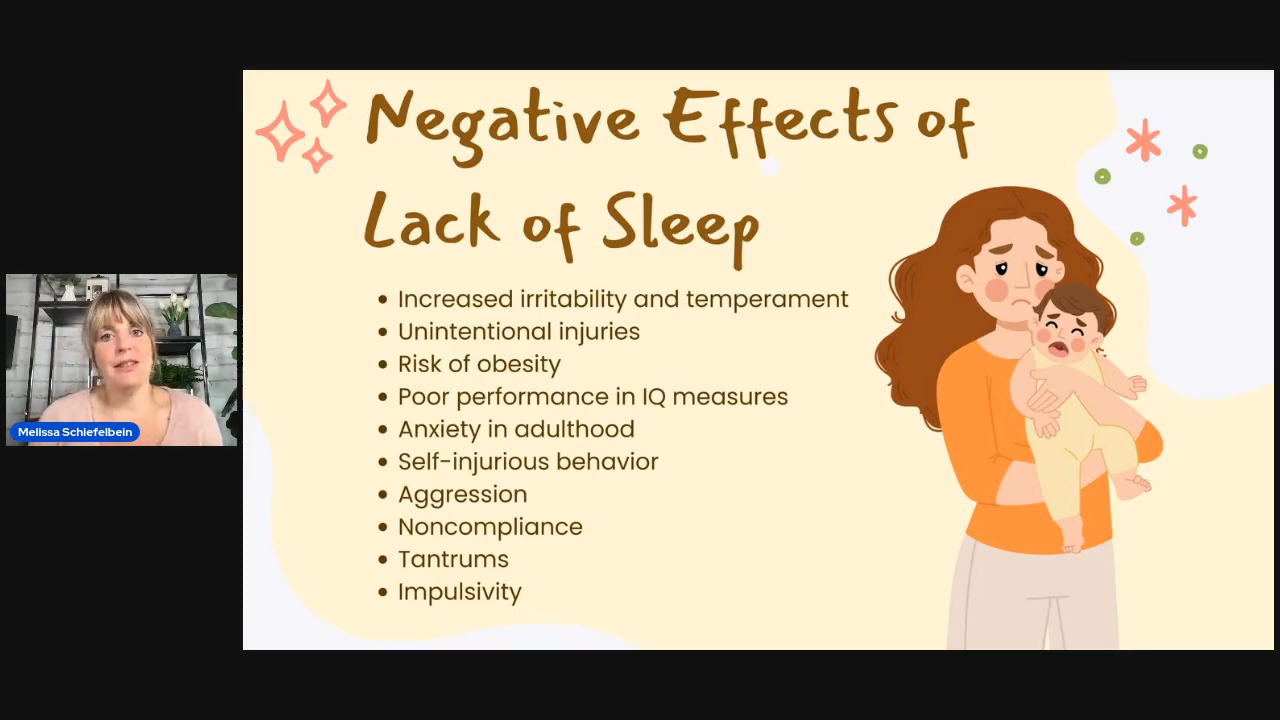 Negative Effects of
Lack of Sleep
Increased irritability and temperament
Unintentional injuries
Risk of obesity
Poor performance in IQ measures
Anxiety in adulthood
Self-injurious behavior
Aggression
Noncompliance
Tantrums
Impulsivity
Melissa Schiefelbein